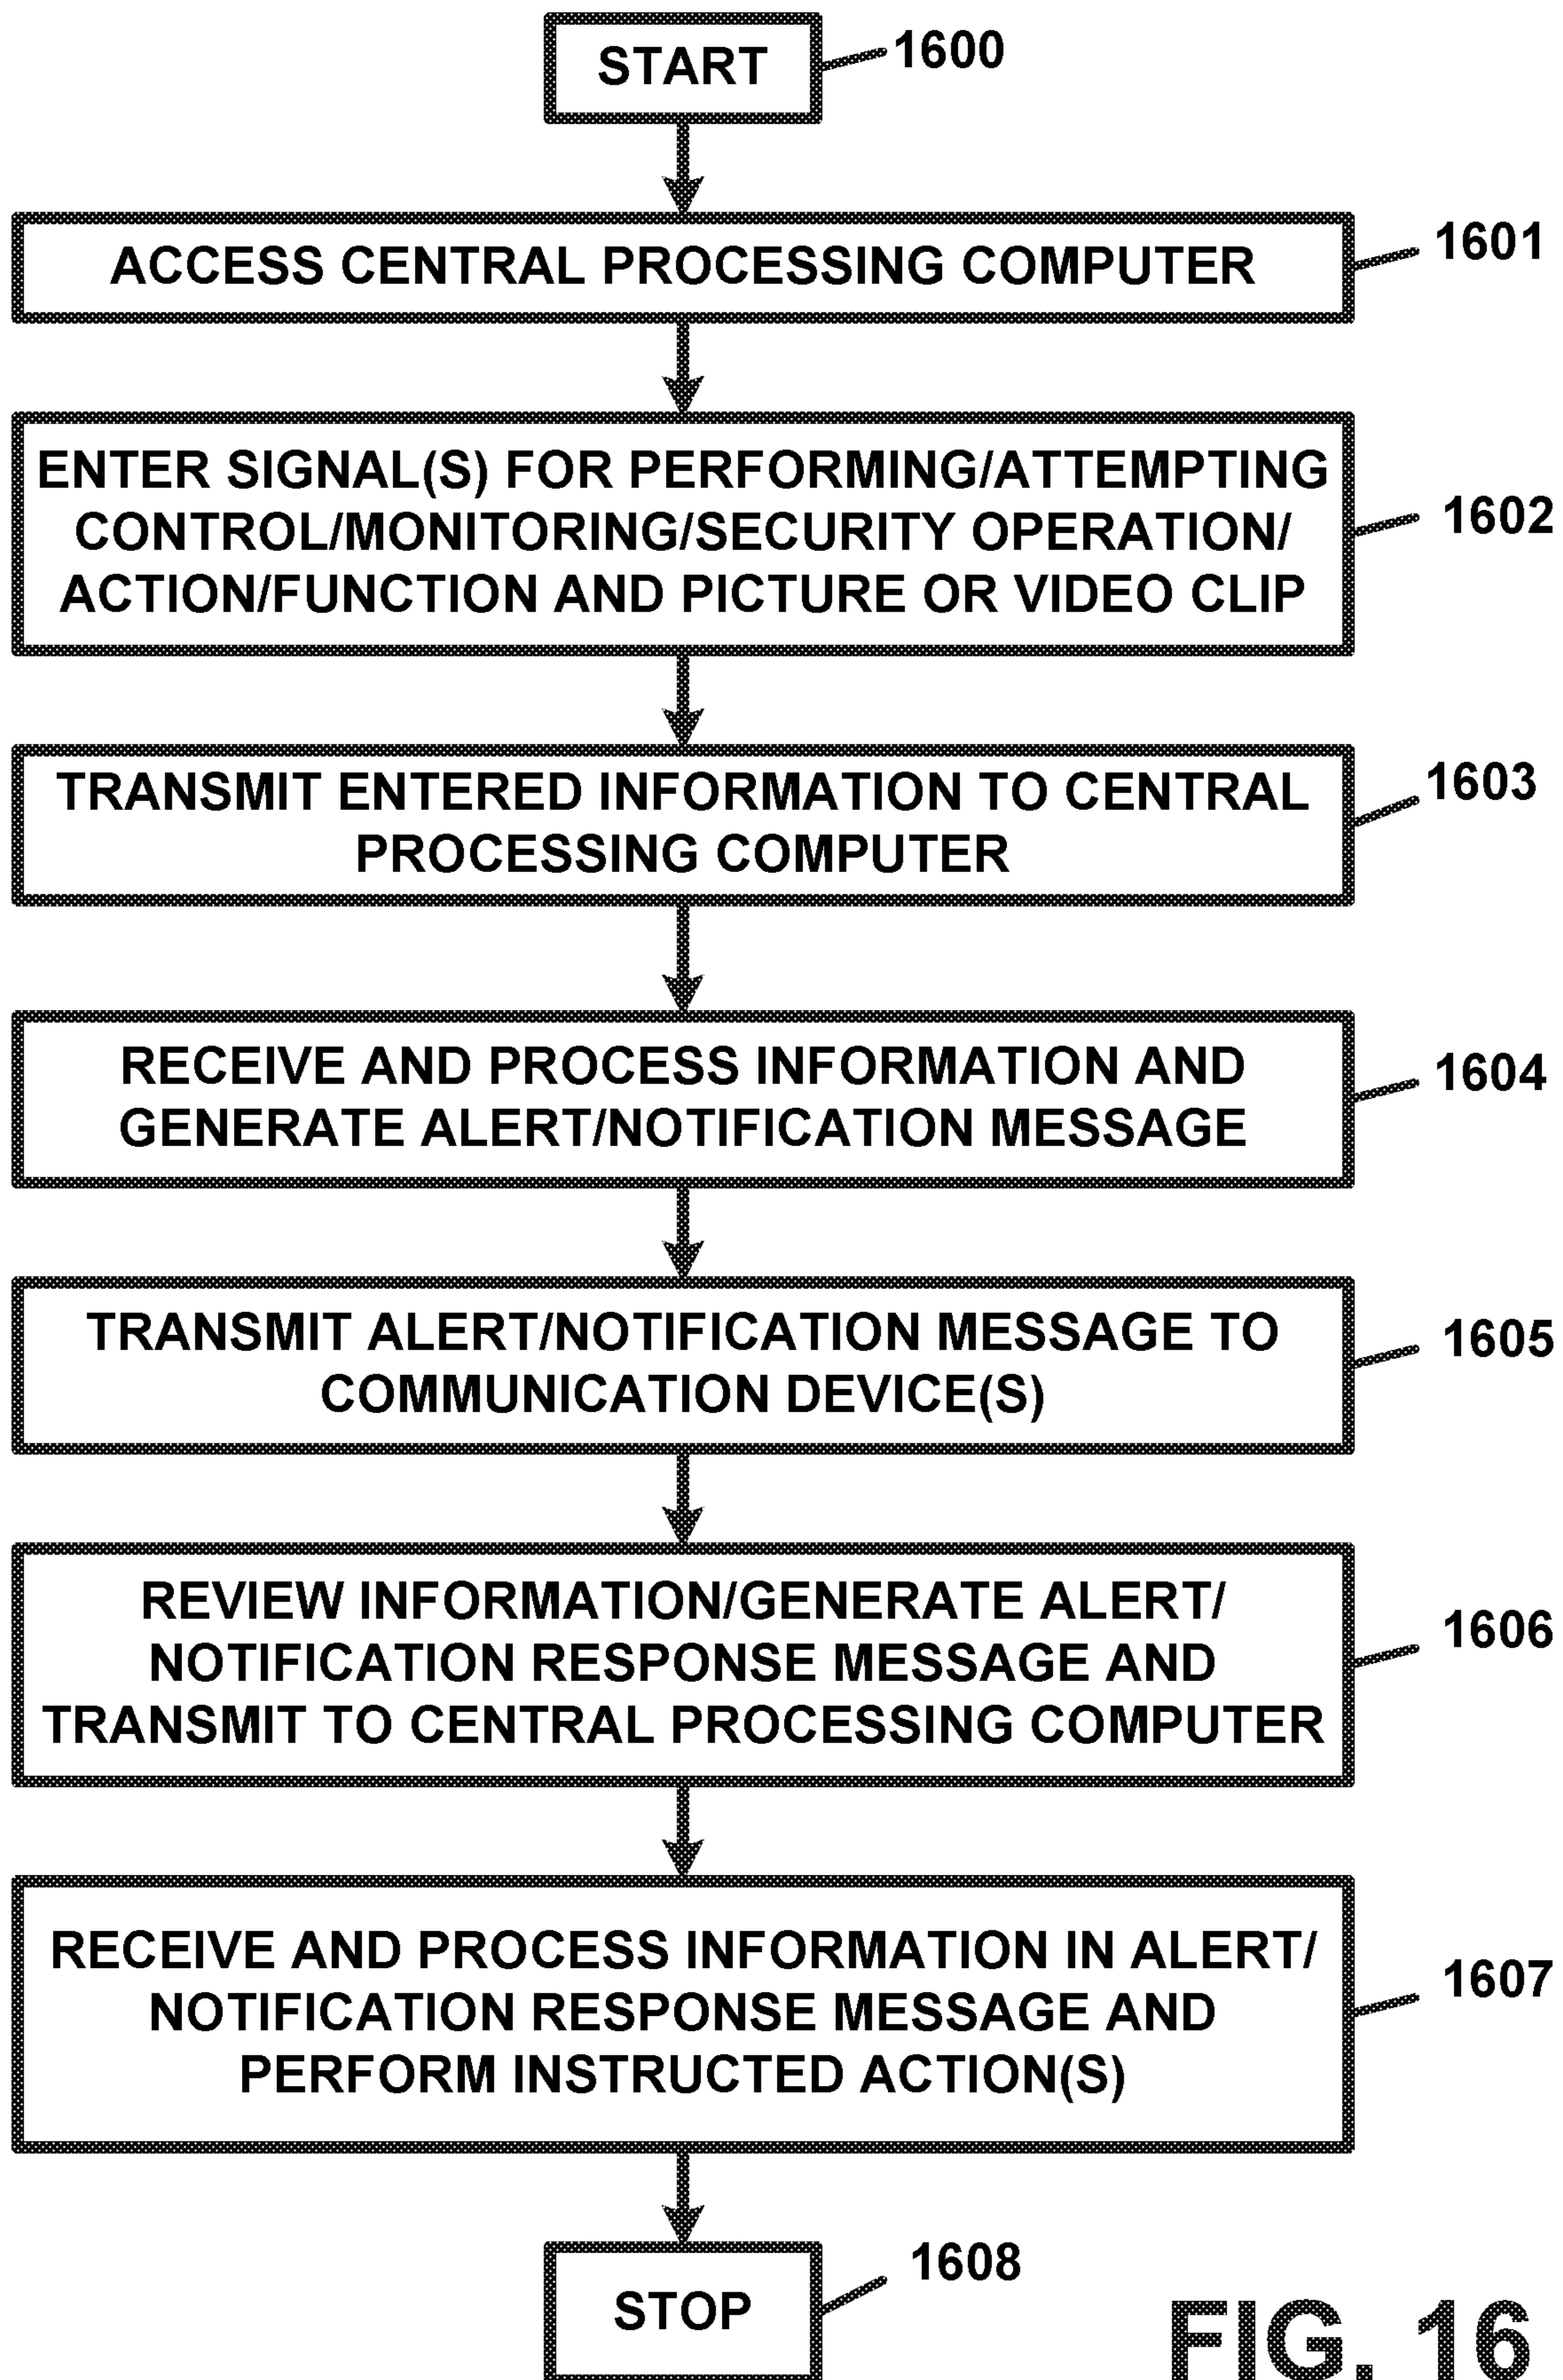 START
1600
ACCESS CENTRAL PROCESSING COMPUTER
1601
ENTER SIGNAL(S) FOR PERFORMING/ATTEMPTING
CONTROL/MONITORING/SECURITY OPERATION/
ACTION/FUNCTION AND PICTURE OR VIDEO CLIP
1602
TRANSMIT ENTERED INFORMATION TO CENTRAL
PROCESSING COMPUTER
1603
RECEIVE AND PROCESS INFORMATION AND
GENERATE ALERT/NOTIFICATION MESSAGE
1604
TRANSMIT ALERT/NOTIFICATION MESSAGE TO
COMMUNICATION DEVICE(S)
1605
REVIEW INFORMATION/GENERATE ALERT/
NOTIFICATION RESPONSE MESSAGE AND
TRANSMIT TO CENTRAL PROCESSING COMPUTER
1606
RECEIVE AND PROCESS INFORMATION IN ALERT/
NOTIFICATION RESPONSE MESSAGE AND
PERFORM INSTRUCTED ACTION(S)
1607
STOP
1608
FIG. 16